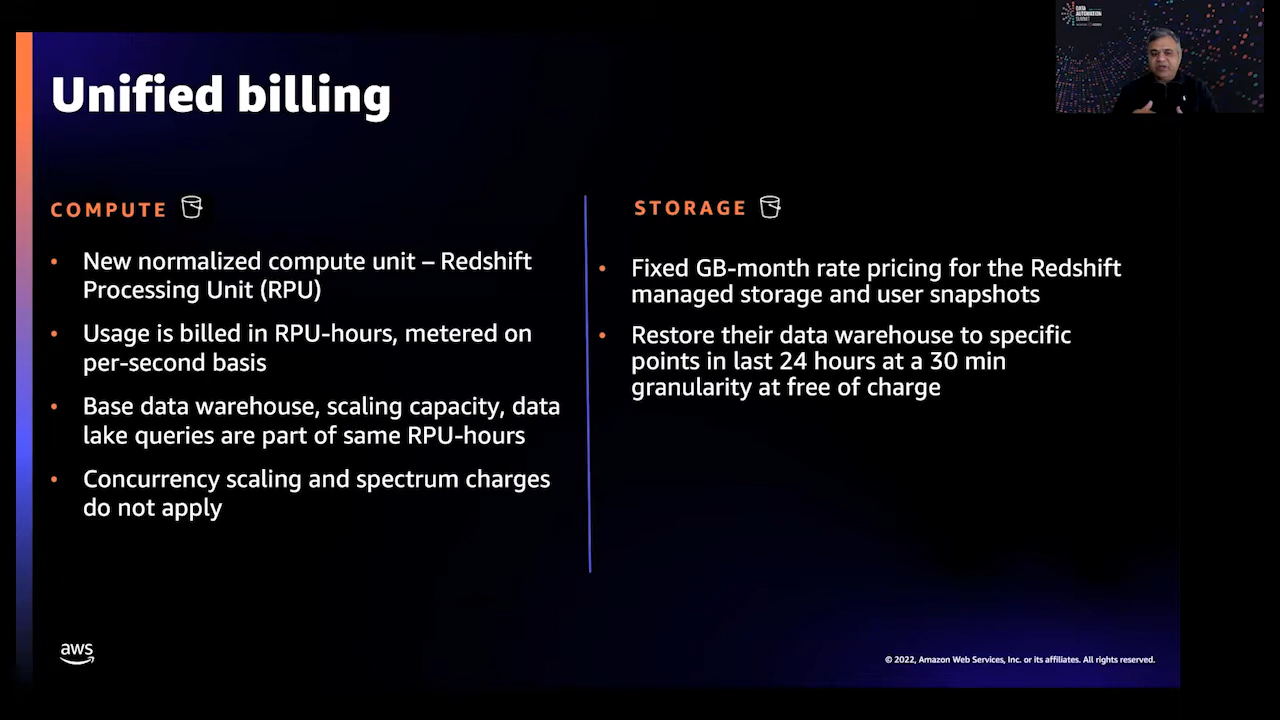 DATA
AUTOMATION
SUMMIT
Unified billing
COMPUTE
• New normalized compute unit – Redshift
Processing Unit (RPU)
• Usage is billed in RPU-hours, metered on
per-second basis
• Base data warehouse, scaling capacity, data
lake queries are part of same RPU-hours
• Concurrency scaling and spectrum charges
do not apply
STORAGE
• Fixed GB-month rate pricing for the Redshift
managed storage and user snapshots
• Restore their data warehouse to specific
points in last 24 hours at a 30 min
granularity at free of charge
aws
© 2022, Amazon Web Services, Inc. or its affiliates. All rights reserved.